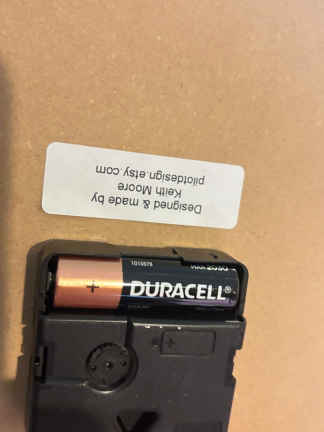 Designed & made by
Keith Moore
pilotdesign.etsy.com
DURACELL®
+
+